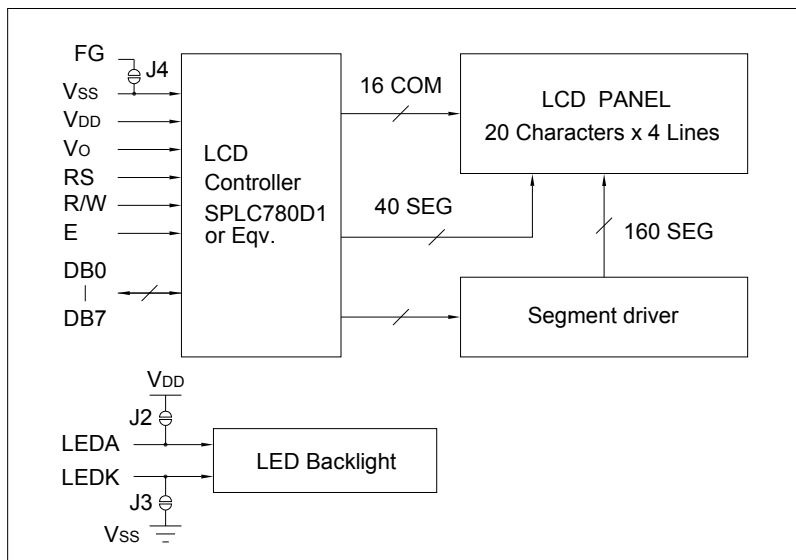 FG
J4
VSS
VDD
VO
RS
R/W
E
DB0
DB7
LCD
Controller
SPLC780D1
or Eqv.
16 COM
40 SEG
LCD PANEL
20 Characters x 4 Lines
160 SEG
Segment driver
VDD
J2
LEDA
LEDK
J3
VSS
LED Backlight